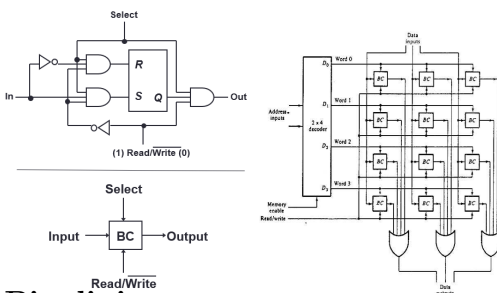 Select
R
S
Q
In
Out
(1) Read/Write (0)
Select
Input
BC
Output
Read/Write
Data
inputs
Word 0
D0
BC
BC
BC
Word 1
D1
Address
inputs
2 x 4
decoder
BC
BC
BC
Word 2
D2
BC
BC
BC
Word 3
D3
BC
BC
BC
Memory
enable
Read/write
Data